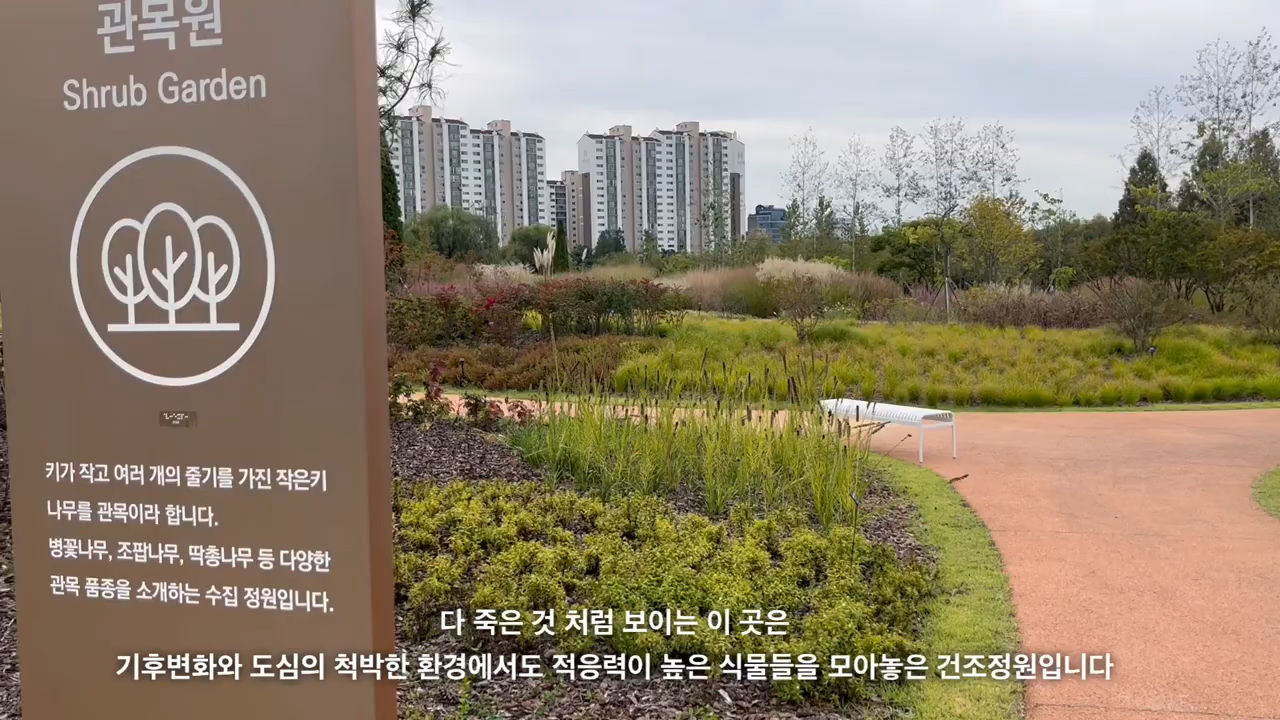 관목원
Shrub Garden
키가 작고 여러 개의 줄기를 가진 작은키
나무를 관목이라 합니다.
병꽃나무, 조팝나무, 딱총나무 등 다양한
관목 품종을 소개하는 수집 정원입니다.
다 죽은 것 처럼 보이는 이 곳은
기후변화와 도심의 척박한 환경에서도 적응력이 높은 식물들을 모아놓은 건조정원입니다